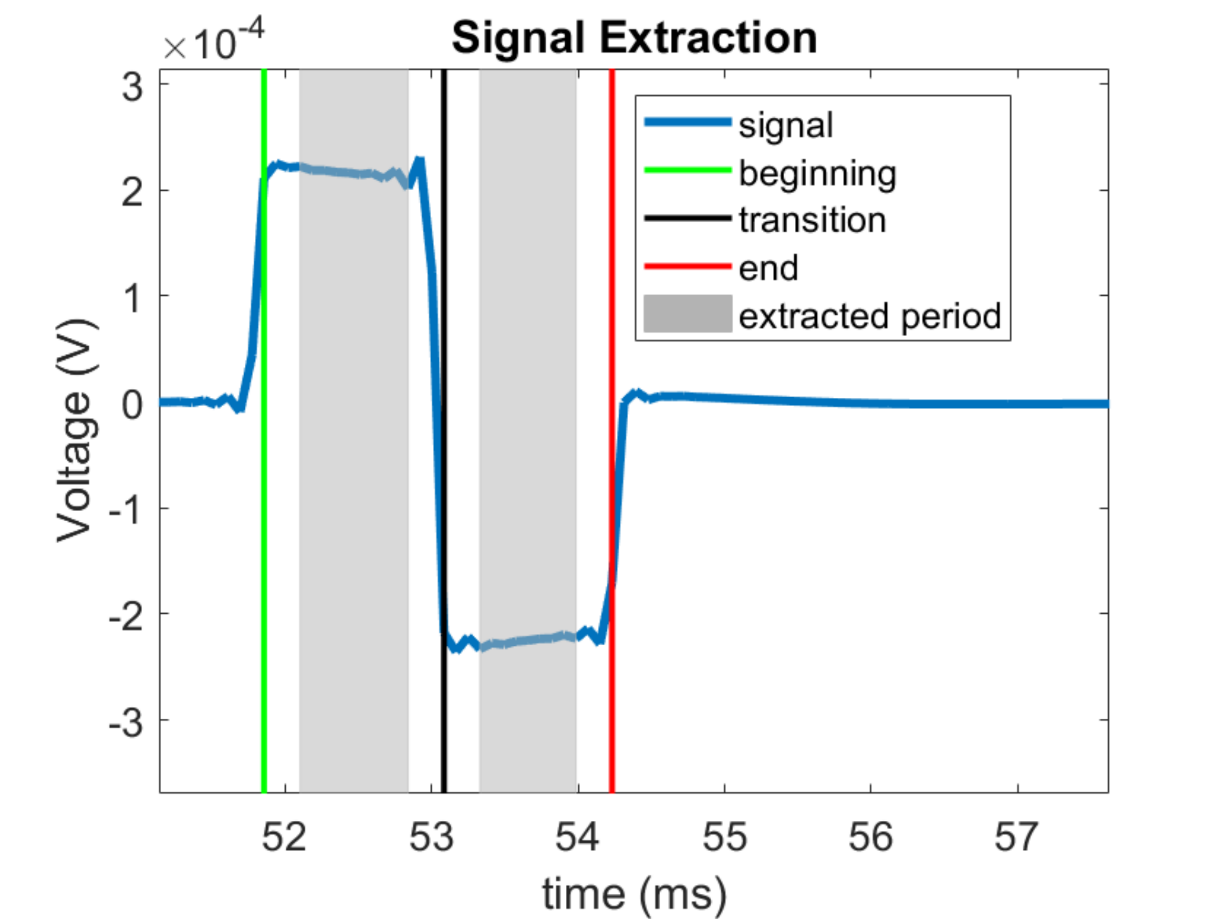 ×10⁻⁴
Signal Extraction
3
2
1
0
-1
-2
-3
Voltage (V)
signal
beginning
transition
end
extracted period
52 53 54 55 56 57
time (ms)